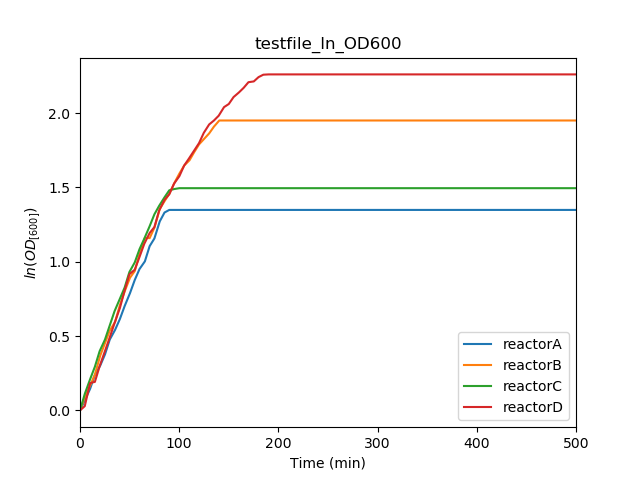 testfile_ln_OD600
ln(OD[600])
2.0
1.5
1.0
0.5
0.0
0 100 200 300 400 500
Time (min)
reactorA
reactorB
reactorC
reactorD